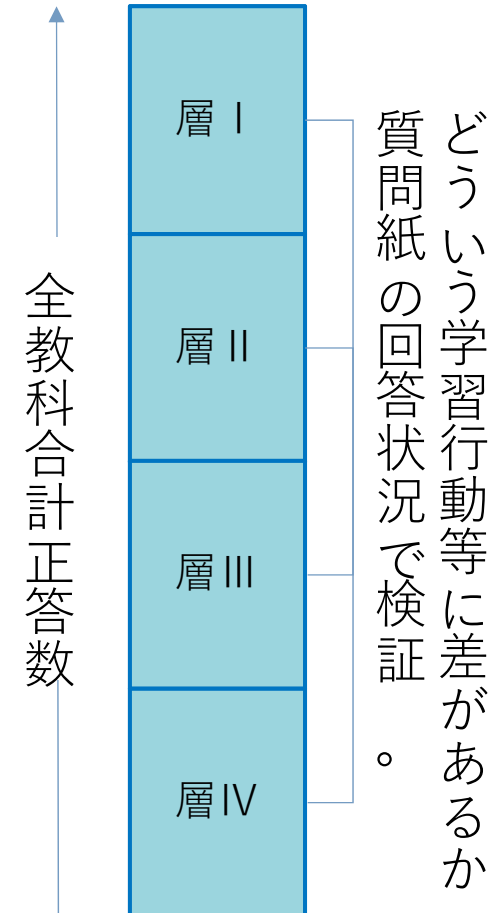 全教科合計正答数
層Ⅰ
層Ⅱ
層Ⅲ
層Ⅳ
どういう学習行動等に差があるか
質問紙の回答状況で検証。